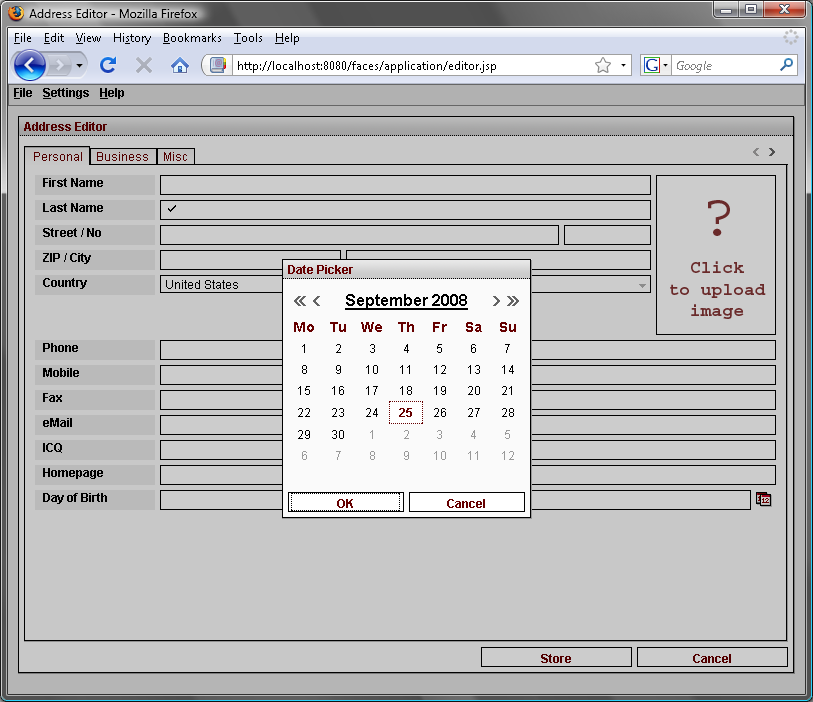 Address Editor - Mozilla Firefox
File Edit View History Bookmarks Tools Help
http://localhost:8080/faces/application/editor.jsp G Google
File Settings Help
Address Editor
Personal Business Misc
First Name
Last Name
Street / No
ZIP / City
Country United States
?
Click
to upload
image
Phone
Mobile
Fax
eMail
ICQ
Homepage
Day of Birth 12
Date Picker
« ‹ September 2008 › »
Mo Tu We Th Fr Sa Su
1 2 3 4 5 6 7
8 9 10 11 12 13 14
15 16 17 18 19 20 21
22 23 24 25 26 27 28
29 30 1 2 3 4 5
6 7 8 9 10 11 12
OK Cancel
Store Cancel